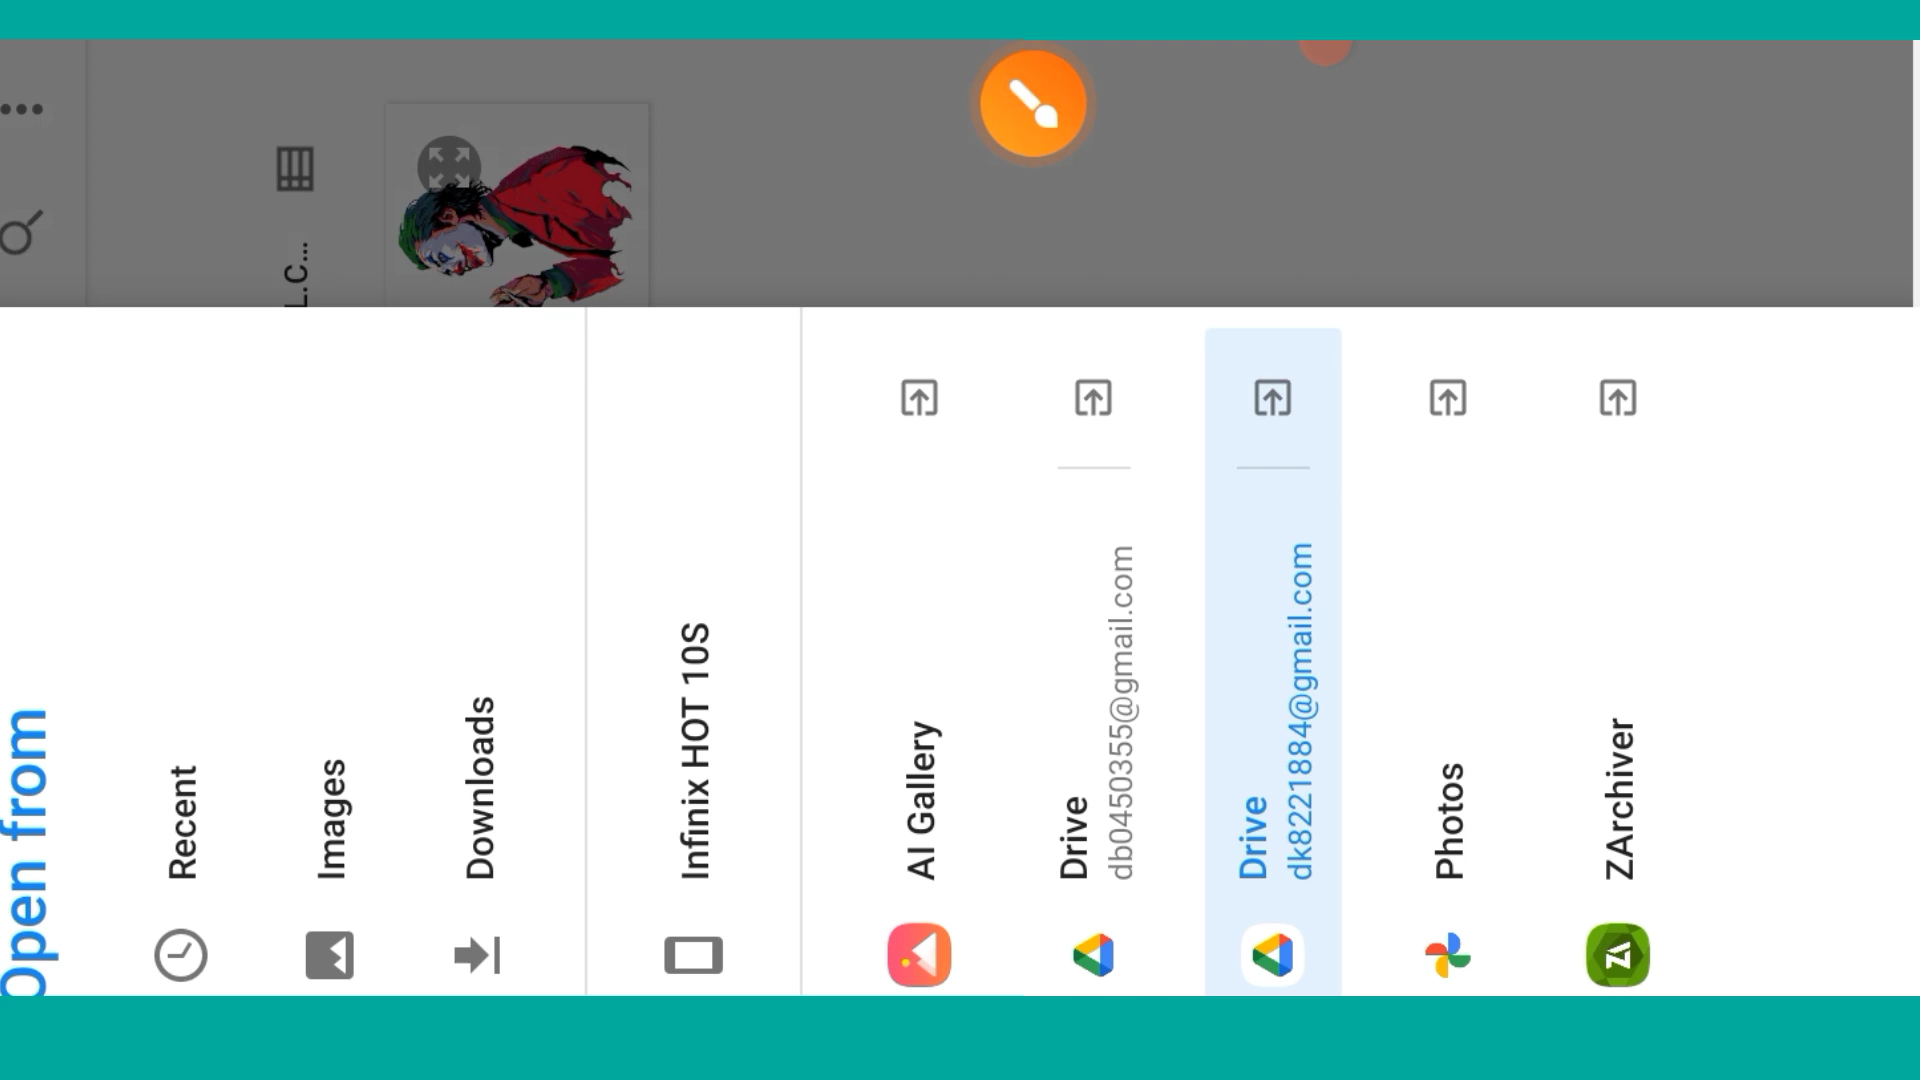 Open from
Recent
Images
Downloads
Infinix HOT 10S
AI Gallery
Drive
db0450355@gmail.com
Drive
dk8221884@gmail.com
Photos
ZArchiver
ZA
L.C...